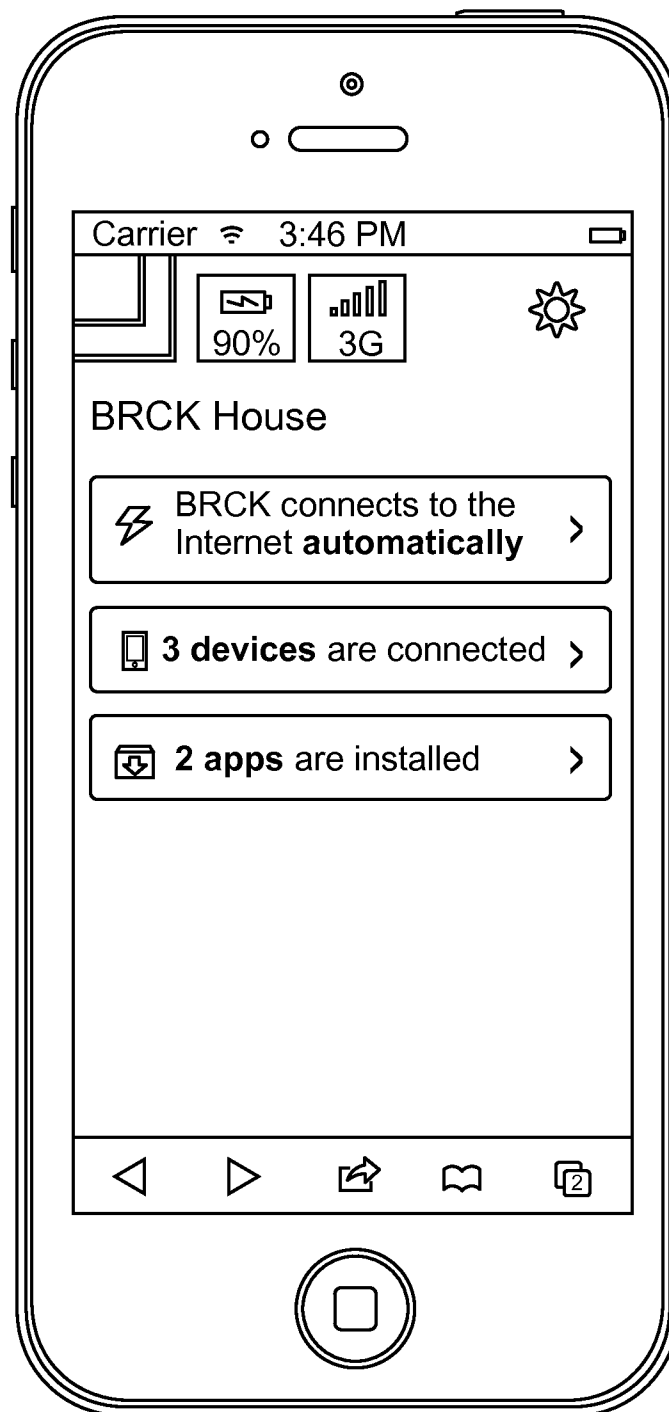 Carrier 3:46 PM
90% 3G
BRCK House
BRCK connects to the
Internet automatically
3 devices are connected
2 apps are installed
2